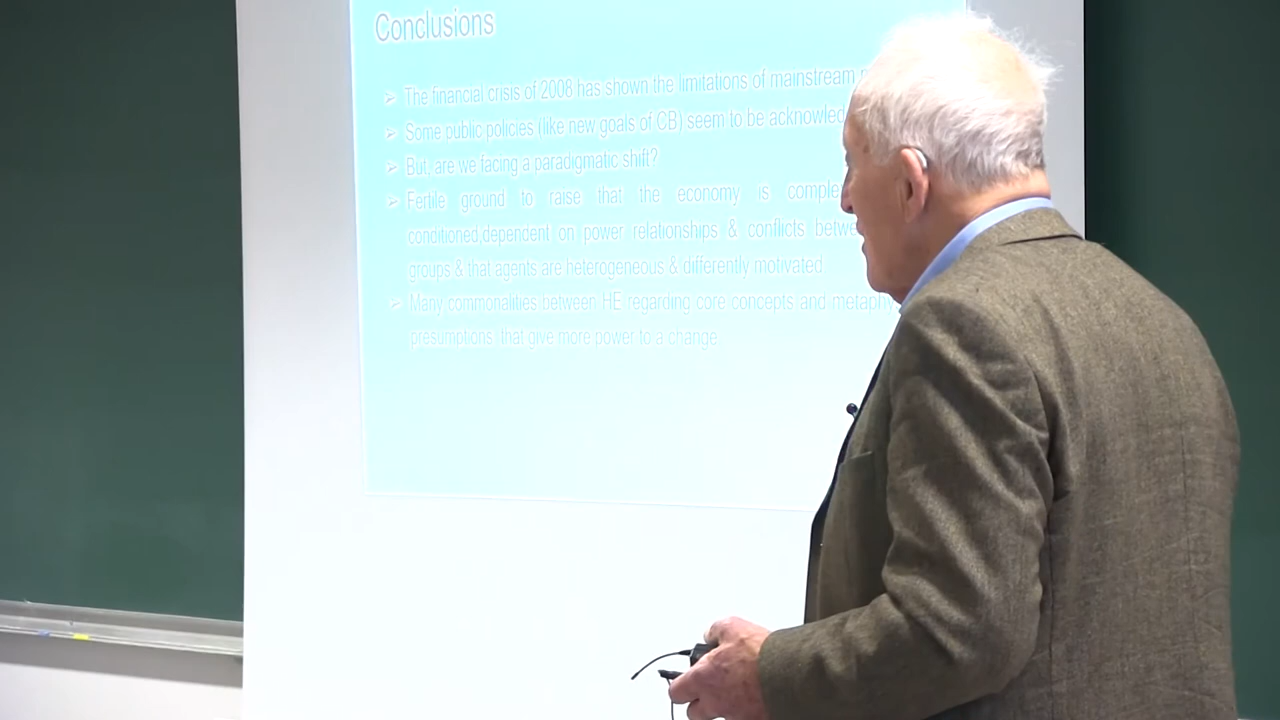 Conclusions
➢ The financial crisis of 2008 has shown the limitations of mainstream
➢ Some public policies (like new goals of CB) seem to be acknowled
➢ But, are we facing a paradigmatic shift?
➢ Fertile ground to raise that the economy is comple
conditioned/dependent on power relationships & conflicts betwe
groups & that agents are heterogeneous & differently motivated
➢ Many commonalities between HE regarding core concepts and metaphy
presumptions that give more power to a change